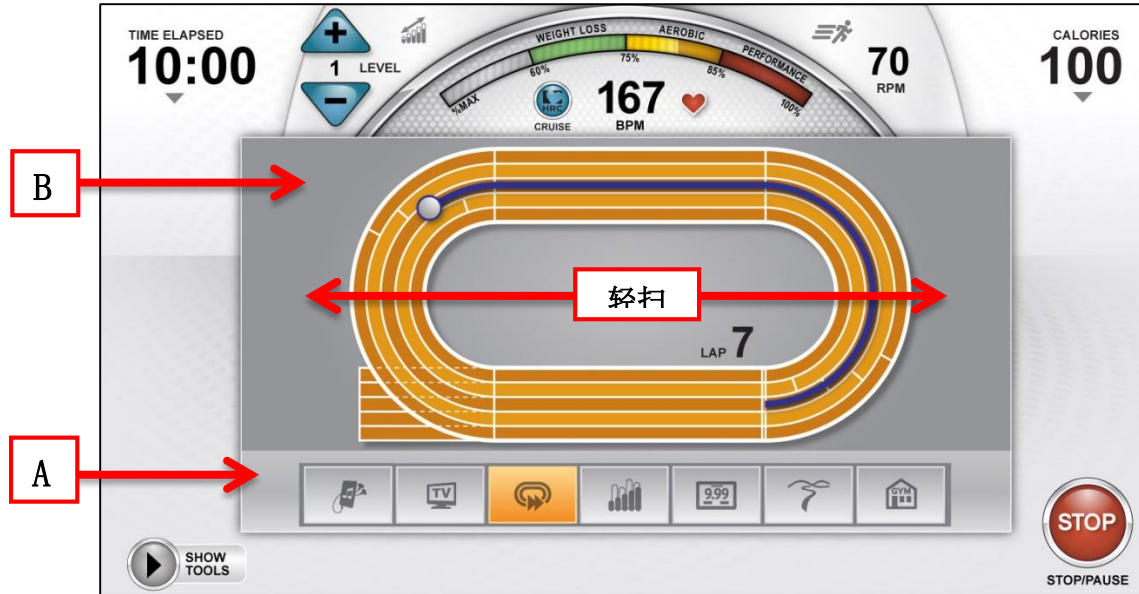 TIME ELAPSED
10:00
1 LEVEL
WEIGHT LOSS
AEROBIC
PERFORMANCE
%MAX
60%
75%
85%
100%
HRC
CRUISE
167
BPM
70
RPM
CALORIES
100
B
轻扫
LAP 7
A
TV
9.99
GYM
SHOW
TOOLS
STOP
STOP/PAUSE